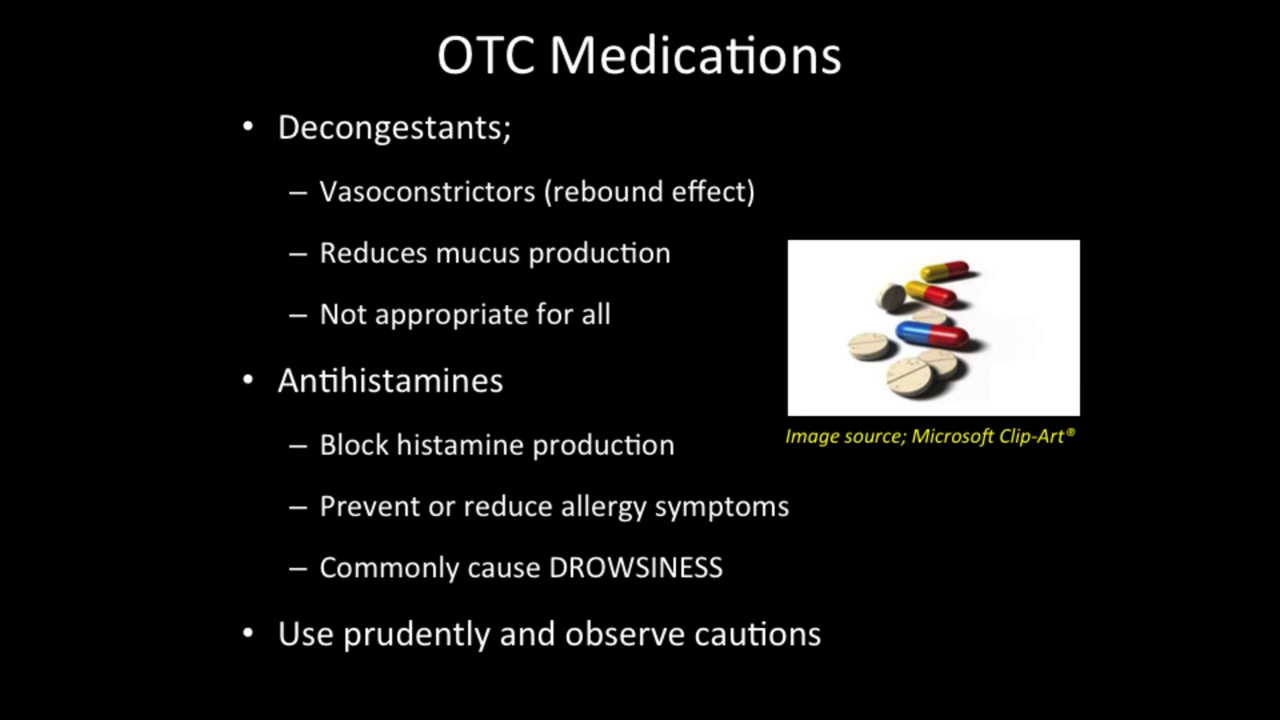 OTC Medications
• Decongestants;
– Vasoconstrictors (rebound effect)
– Reduces mucus production
– Not appropriate for all
• Antihistamines
– Block histamine production
– Prevent or reduce allergy symptoms
– Commonly cause DROWSINESS
• Use prudently and observe cautions
Image source; Microsoft Clip-Art®